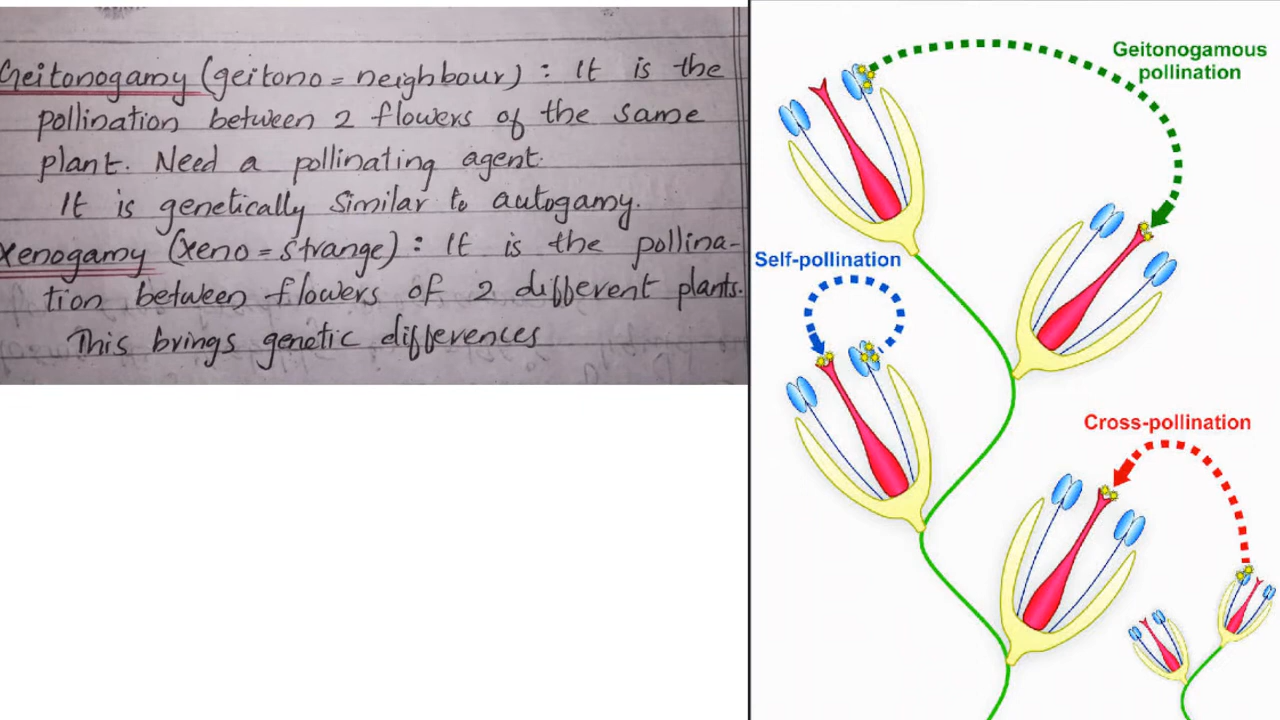 Geitonogamy (geitono = neighbour) : It is the
pollination between 2 flowers of the same
plant. Need a pollinating agent.
It is genetically similar to autogamy.
Xenogamy (xeno = strange) : It is the pollina-
tion between flowers of 2 different plants.
This brings genetic differences
Geitonogamous
pollination
Self-pollination
Cross-pollination